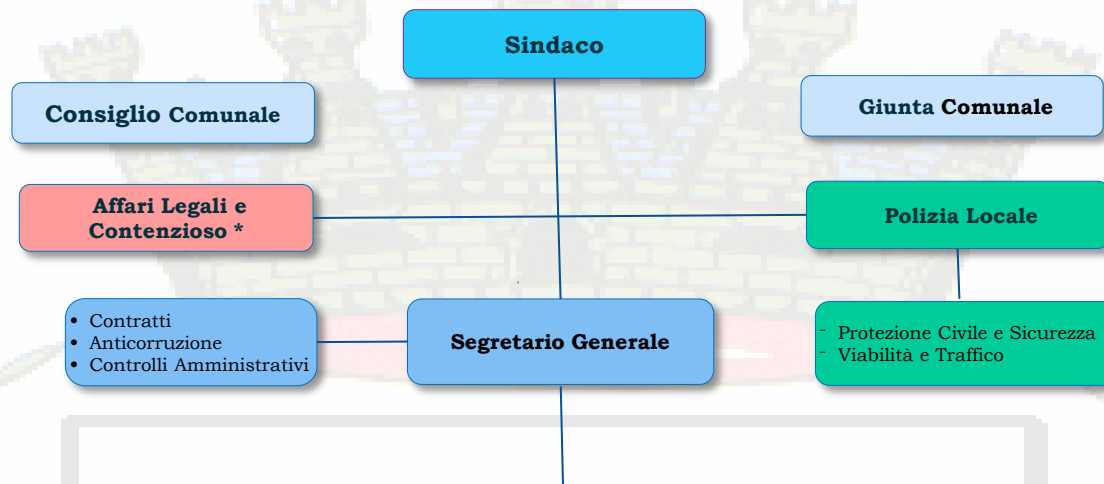 Sindaco
Consiglio Comunale
Giunta Comunale
Affari Legali e
Contenzioso *
Polizia Locale
• Contratti
• Anticorruzione
• Controlli Amministrativi
Segretario Generale
- Protezione Civile e Sicurezza
- Viabilità e Traffico